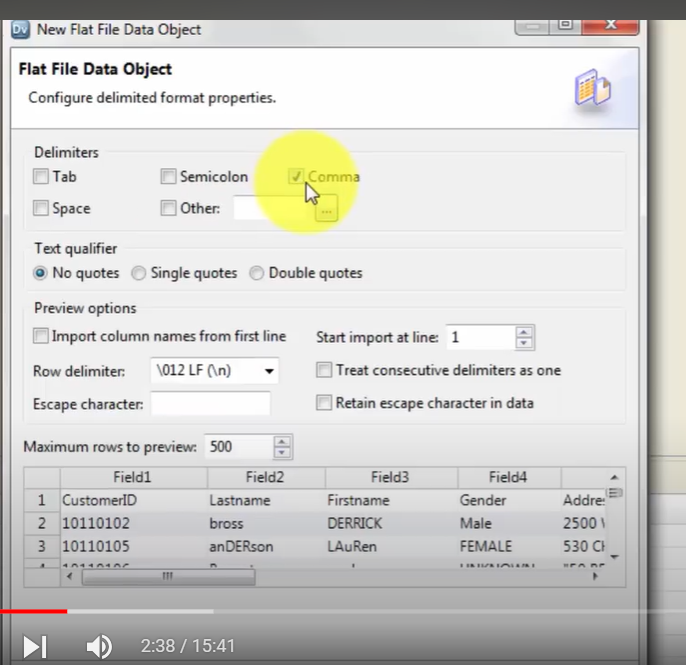 Dv New Flat File Data Object
Flat File Data Object
Configure delimited format properties.
Delimiters
Tab Semicolon Comma
Space Other: ...
Text qualifier
No quotes Single quotes Double quotes
Preview options
Import column names from first line Start import at line: 1
Row delimiter: \012 LF (\n) Treat consecutive delimiters as one
Escape character: Retain escape character in data
Maximum rows to preview: 500
Field1 Field2 Field3 Field4
1 CustomerID Lastname Firstname Gender Addre
2 10110102 bross DERRICK Male 2500
3 10110105 anDERson LAuRen FEMALE 530
2:38 / 15:41